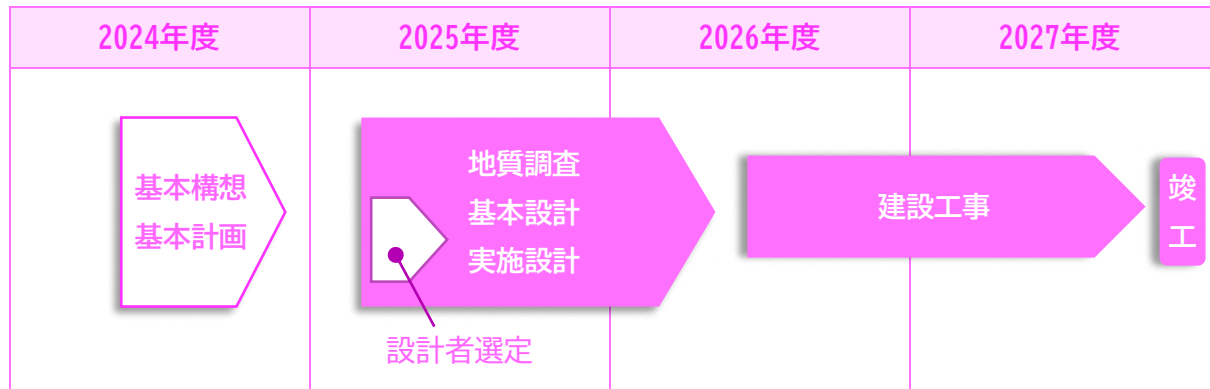 2024年度
2025年度
2026年度
2027年度
基本構想
基本計画
地質調査
基本設計
実施設計
設計者選定
建設工事
竣
工